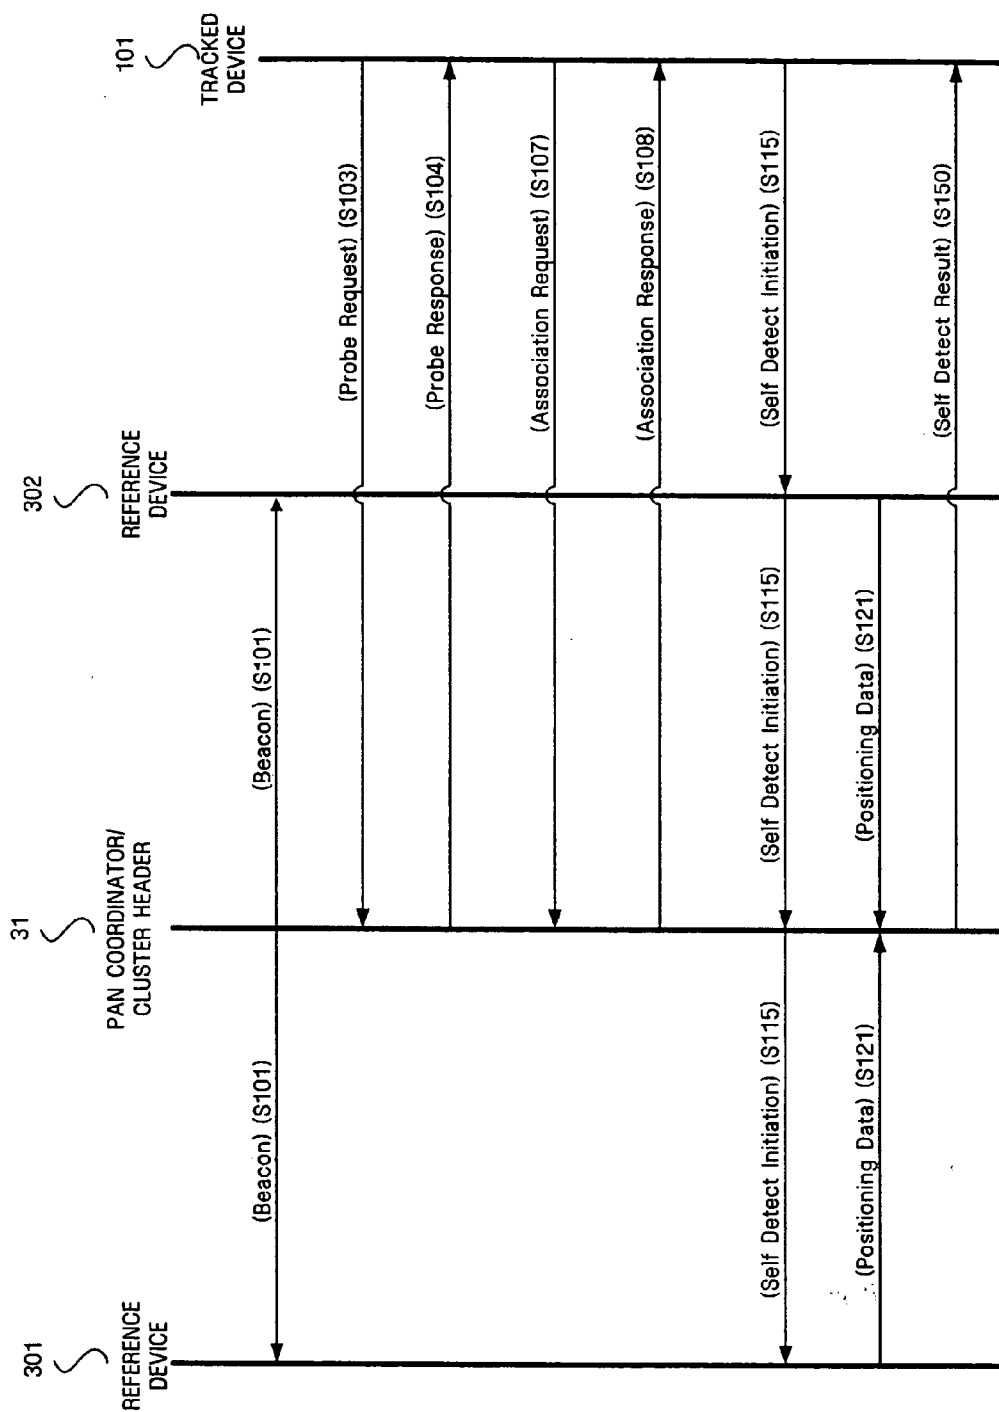 301
REFERENCE
DEVICE
31
PAN COORDINATOR/
CLUSTER HEADER
302
REFERENCE
DEVICE
101
TRACKED
DEVICE
(Beacon) (S101)
(Beacon) (S101)
(Probe Request) (S103)
(Probe Response) (S104)
(Association Request) (S107)
(Association Response) (S108)
(Self Detect Initiation) (S115)
(Self Detect Initiation) (S115)
(Self Detect Initiation) (S115)
(Positioning Data) (S121)
(Positioning Data) (S121)
(Self Detect Result) (S150)